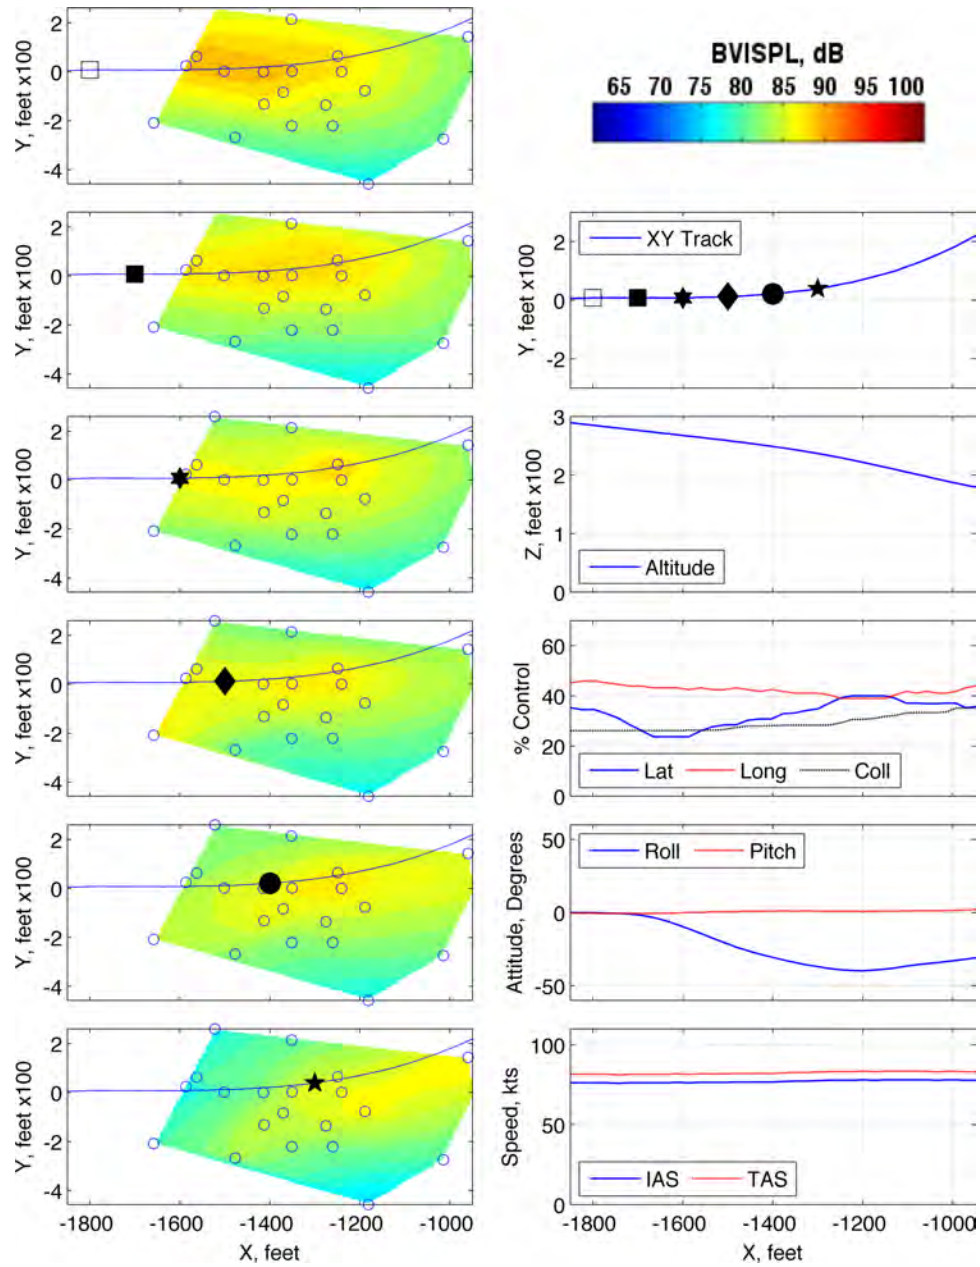 BVISPL, dB
65 70 75 80 85 90 95 100
Y, feet x100
2
0
-2
-4
Y, feet x100
2
0
-2
-4
XY Track
Y, feet x100
2
0
-2
Y, feet x100
2
0
-2
-4
Altitude
Z, feet x100
3
2
1
0
Y, feet x100
2
0
-2
-4
% Control
60
40
20
0
Lat Long Coll
Y, feet x100
2
0
-2
-4
Roll Pitch
Attitude, Degrees
50
0
-50
Y, feet x100
2
0
-2
-4
-1800 -1600 -1400 -1200 -1000
X, feet
Speed, kts
100
50
0
IAS TAS
-1800 -1600 -1400 -1200 -1000
X, feet